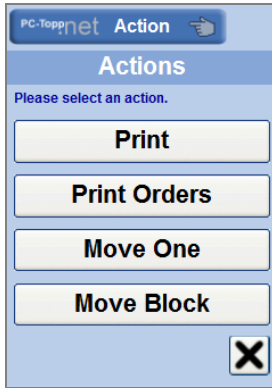 PC-Topp.net Action
Actions
Please select an action.
Print
Print Orders
Move One
Move Block